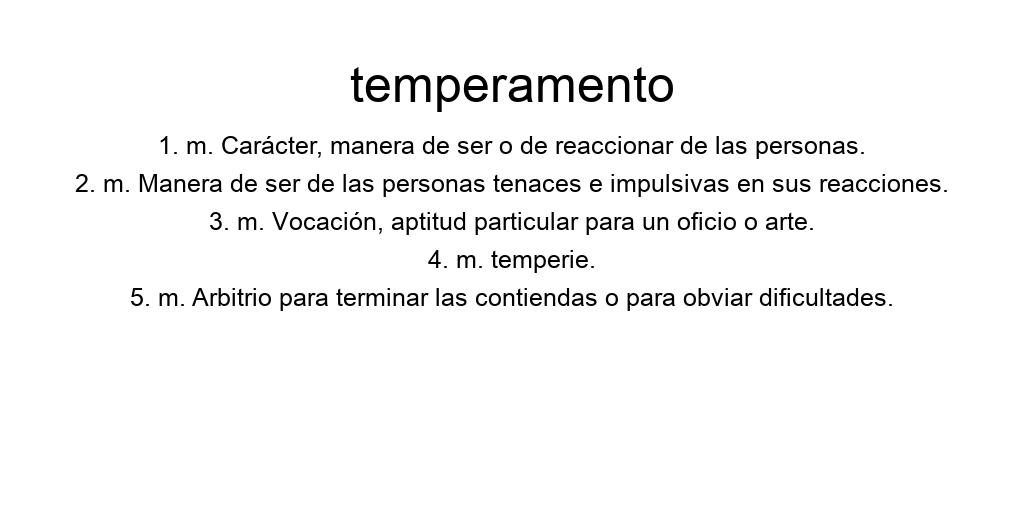 temperamento
1. m. Carácter, manera de ser o de reaccionar de las personas.
2. m. Manera de ser de las personas tenaces e impulsivas en sus reacciones.
3. m. Vocación, aptitud particular para un oficio o arte.
4. m. temperie.
5. m. Arbitrio para terminar las contiendas o para obviar dificultades.